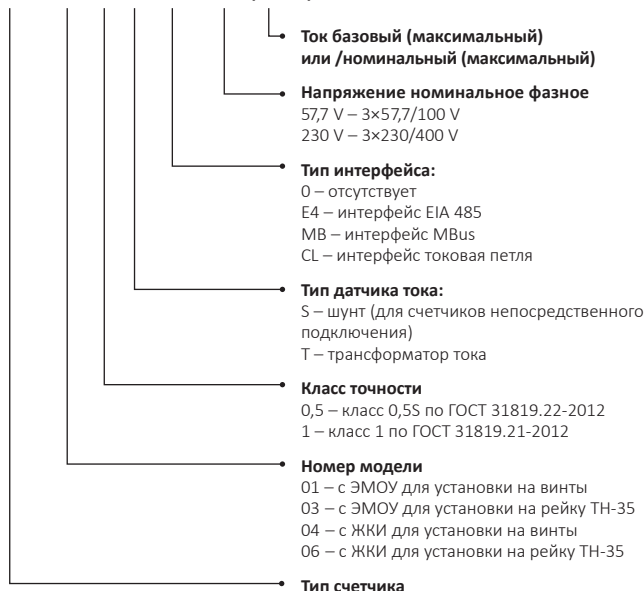 Ток базовый (максимальный)
или /номинальный (максимальный)
Напряжение номинальное фазное
57,7 V – 3×57,7/100 V
230 V – 3×230/400 V
Тип интерфейса:
0 – отсутствует
E4 – интерфейс EIA 485
MB – интерфейс MBus
CL – интерфейс токовая петля
Тип датчика тока:
S – шунт (для счетчиков непосредственного
подключения)
T – трансформатор тока
Класс точности
0,5 – класс 0,5S по ГОСТ 31819.22-2012
1 – класс 1 по ГОСТ 31819.21-2012
Номер модели
01 – с ЭМОУ для установки на винты
03 – с ЭМОУ для установки на рейку ТН-35
04 – с ЖКИ для установки на винты
06 – с ЖКИ для установки на рейку ТН-35
Тип счетчика